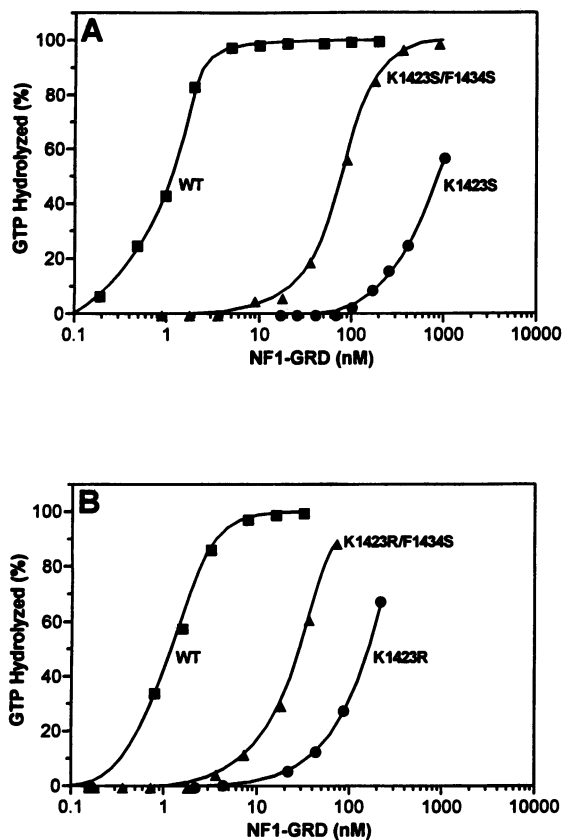 A
100
80
60
40
20
0
GTP Hydrolyzed (%)
K1423S/F1434S
WT
K1423S
0.1 1 10 100 1000 10000
NF1-GRD (nM)
B
100
80
60
40
20
0
GTP Hydrolyzed (%)
K1423R/F1434S
WT
K1423R
0.1 1 10 100 1000 10000
NF1-GRD (nM)